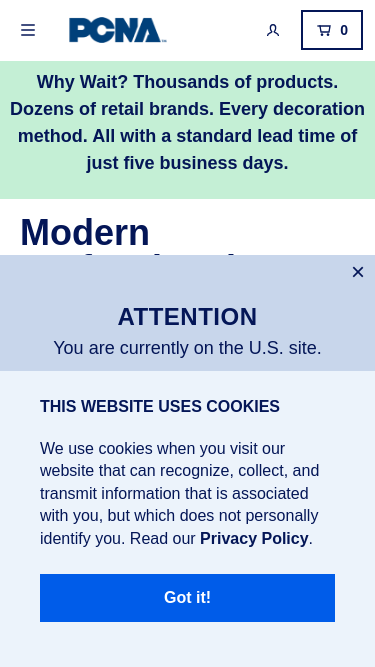 PCNA
0
Why Wait? Thousands of products.
Dozens of retail brands. Every decoration
method. All with a standard lead time of
just five business days.
Modern
ATTENTION
You are currently on the U.S. site.
THIS WEBSITE USES COOKIES
We use cookies when you visit our
website that can recognize, collect, and
transmit information that is associated
with you, but which does not personally
identify you. Read our Privacy Policy.
Got it!